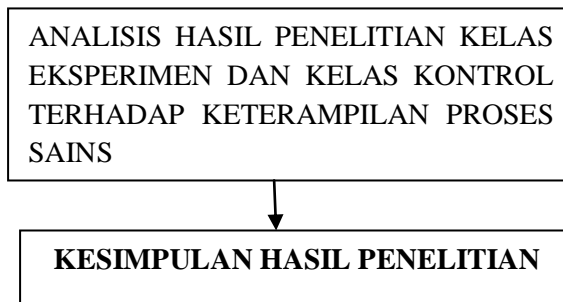 ANALISIS HASIL PENELITIAN KELAS
EKSPERIMEN DAN KELAS KONTROL
TERHADAP KETERAMPILAN PROSES
SAINS
KESIMPULAN HASIL PENELITIAN